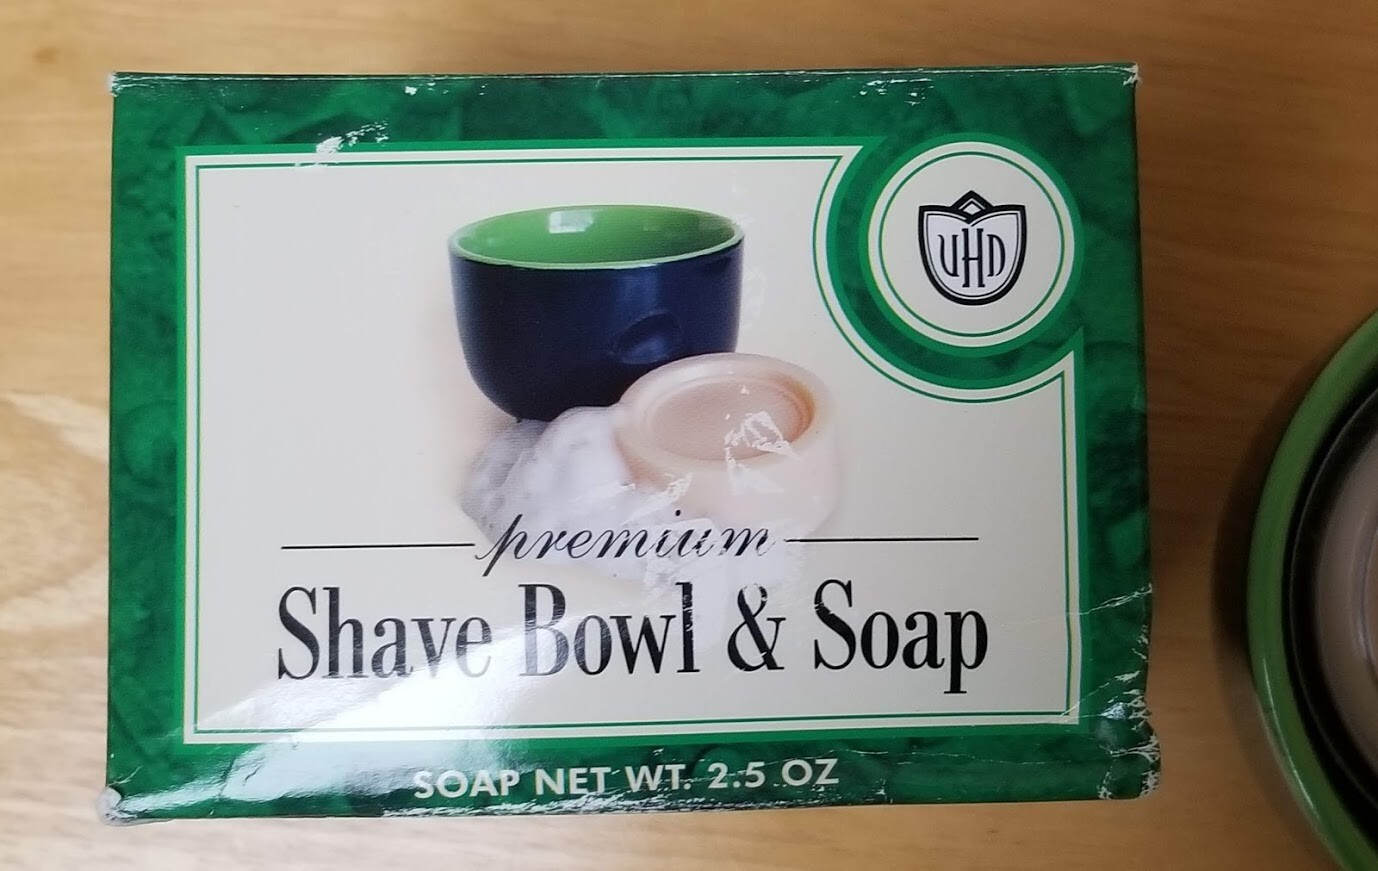 UHD
premium
Shave Bowl & Soap
SOAP NET WT. 2.5 OZ